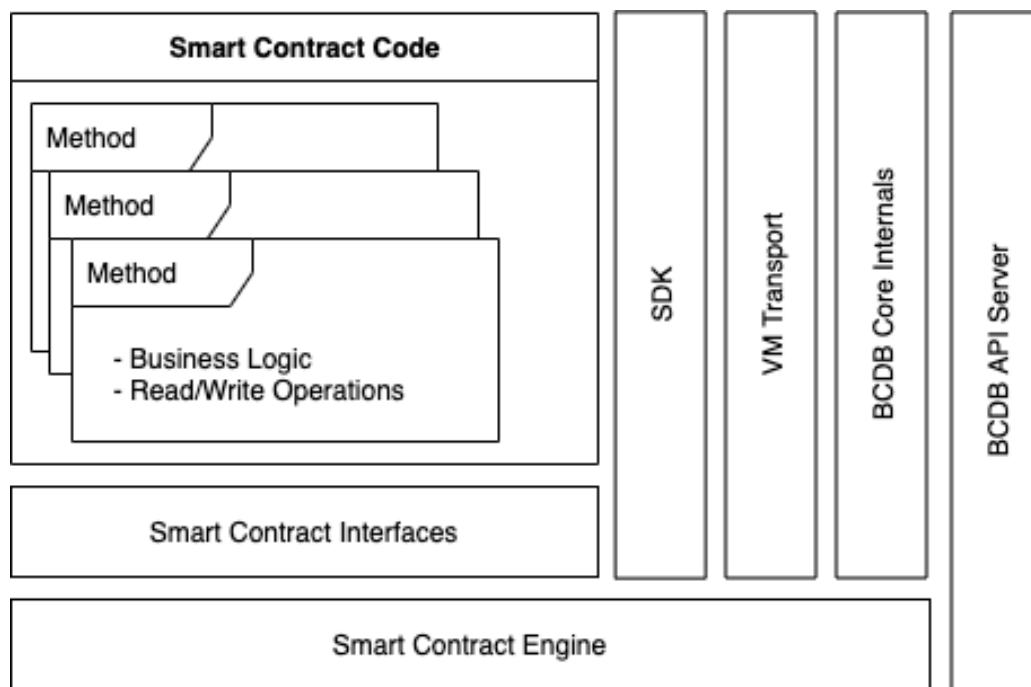 Smart Contract Code
Method
Method
Method
- Business Logic
- Read/Write Operations
Smart Contract Interfaces
SDK
VM Transport
BCDB Core Internals
BCDB API Server
Smart Contract Engine